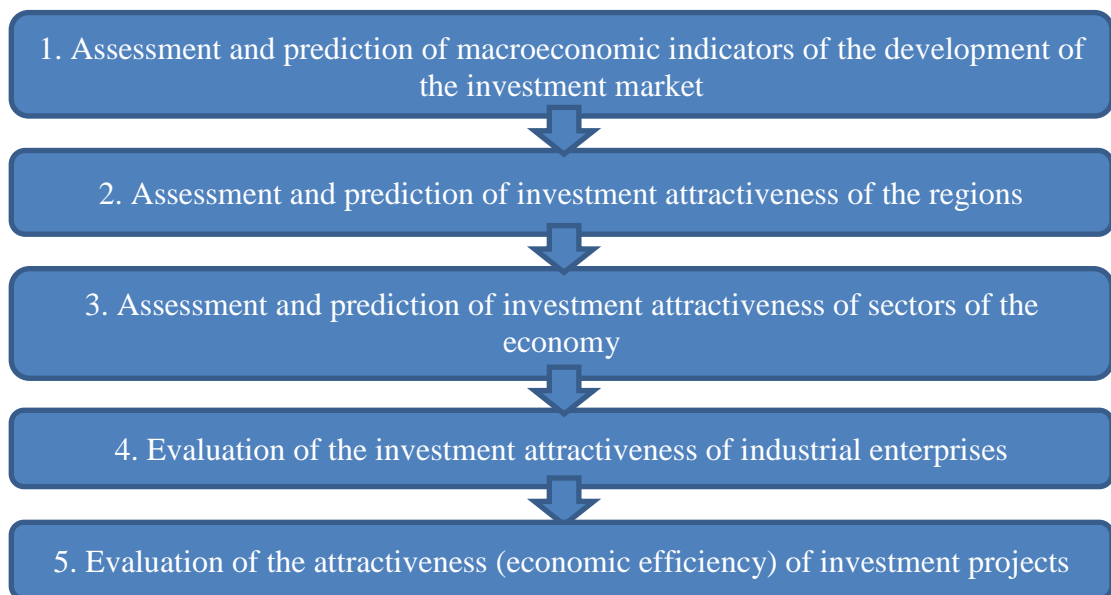 1. Assessment and prediction of macroeconomic indicators of the development of
the investment market
2. Assessment and prediction of investment attractiveness of the regions
3. Assessment and prediction of investment attractiveness of sectors of the
economy
4. Evaluation of the investment attractiveness of industrial enterprises
5. Evaluation of the attractiveness (economic efficiency) of investment projects